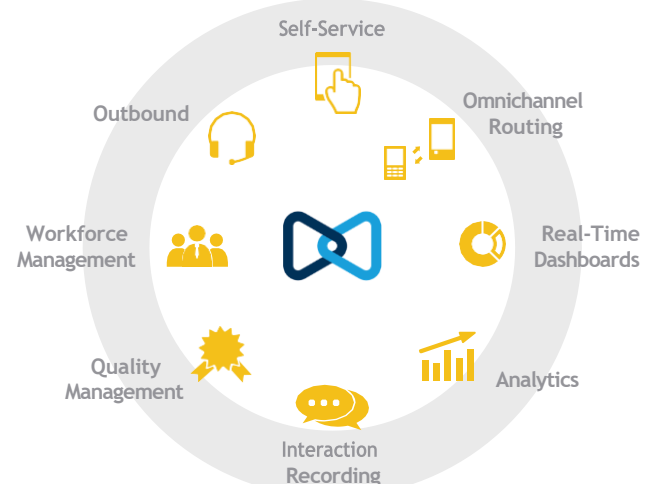 Self-Service
Omnichannel
Routing
Real-Time
Dashboards
Analytics
Interaction
Recording
Quality
Management
Workforce
Management
Outbound